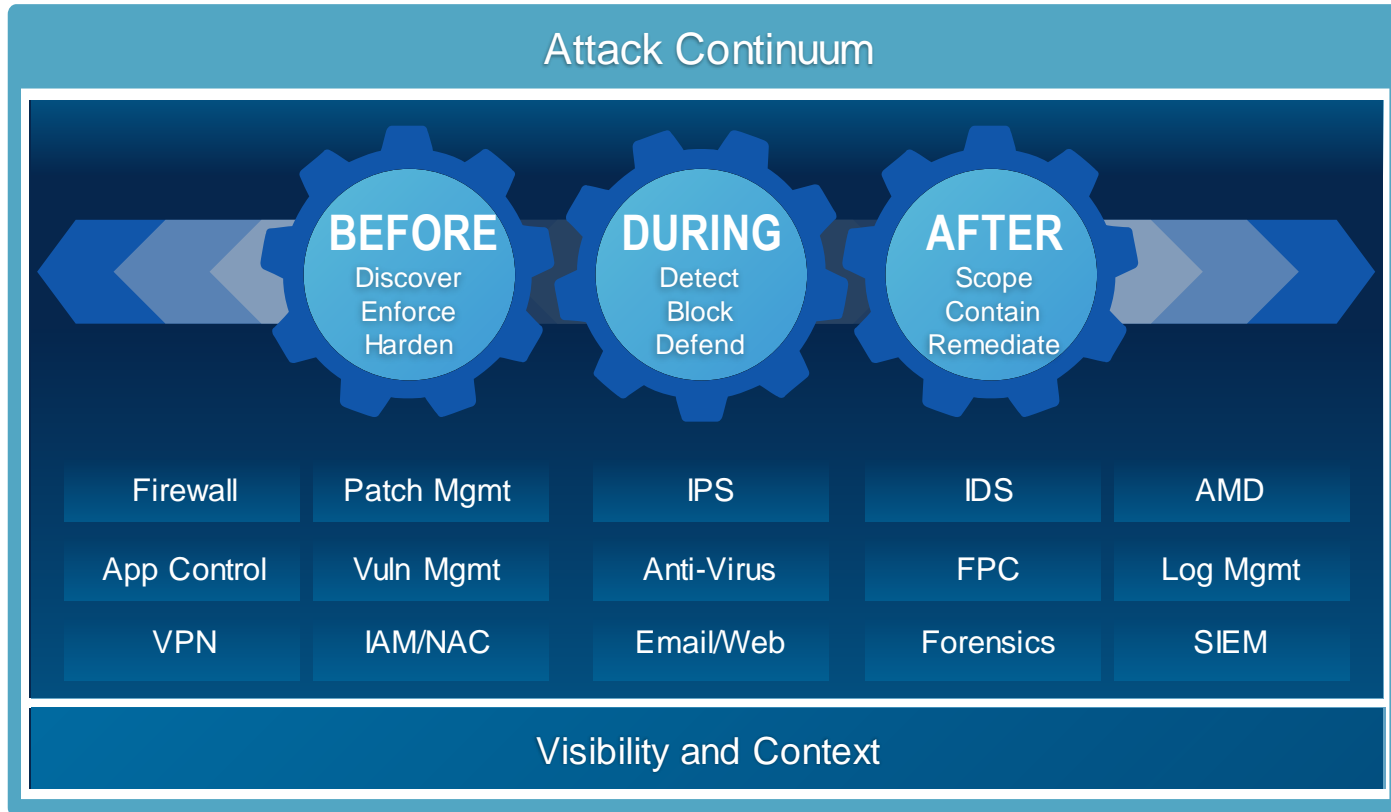 Attack Continuum
BEFORE
Discover
Enforce
Harden
DURING
Detect
Block
Defend
AFTER
Scope
Contain
Remediate
Firewall
Patch Mgmt
IPS
IDS
AMD
App Control
Vuln Mgmt
Anti-Virus
FPC
Log Mgmt
VPN
IAM/NAC
Email/Web
Forensics
SIEM
Visibility and Context